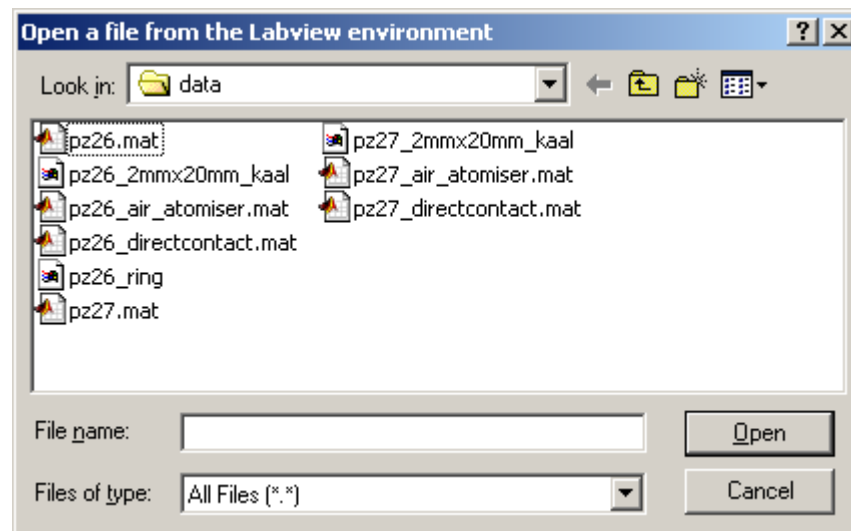 Open a file from the Labview environment
Look in: data
pz26.mat
pz26_2mmx20mm_kaal
pz26_air_atomiser.mat
pz26_directcontact.mat
pz26_ring
pz27.mat
pz27_2mmx20mm_kaal
pz27_air_atomiser.mat
pz27_directcontact.mat
File name:
Open
Files of type: All Files (*.*)
Cancel